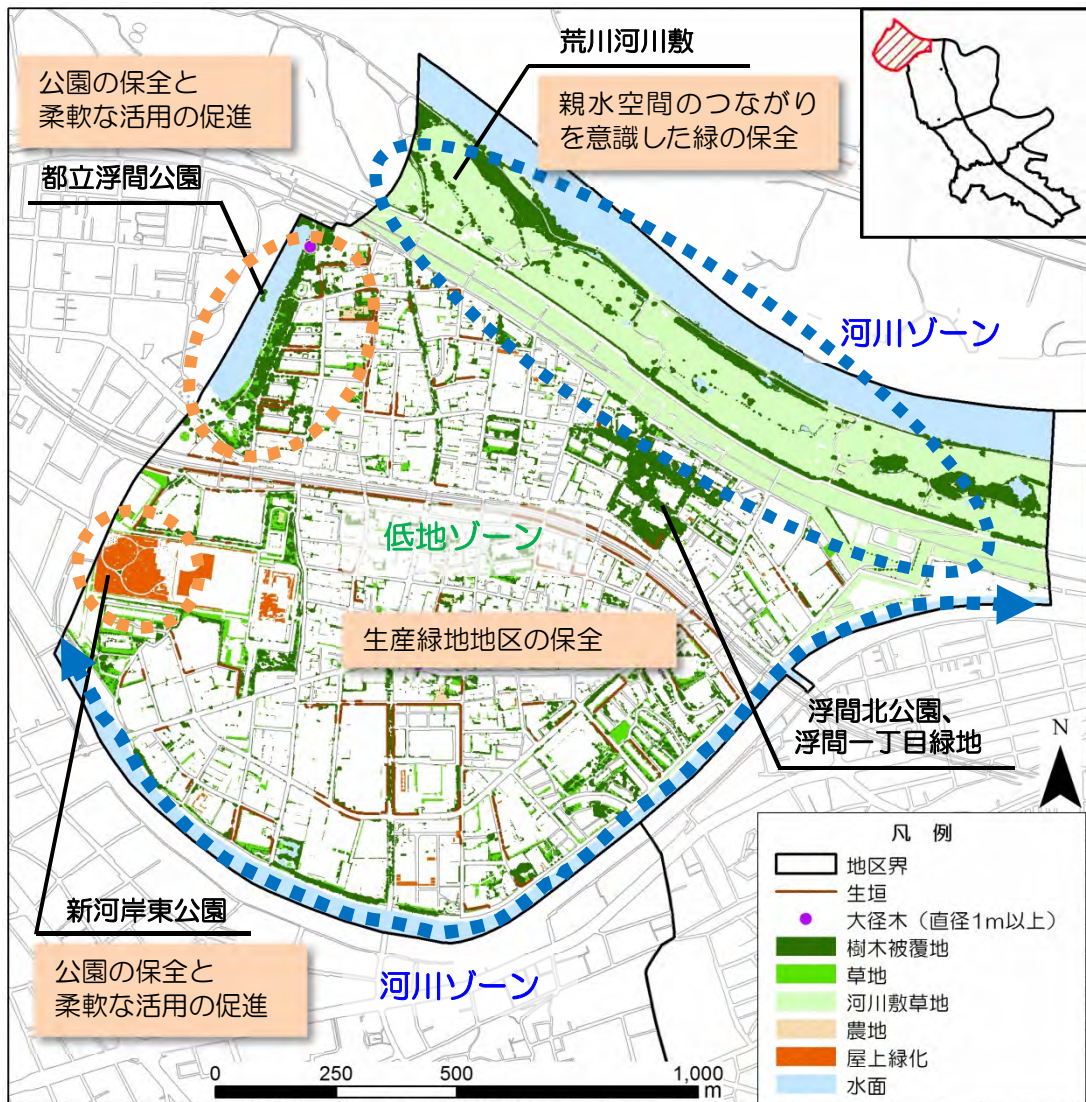 荒川河川敷
公園の保全と
柔軟な活用の促進
親水空間のつながり
を意識した緑の保全
都立浮間公園
河川ゾーン
低地ゾーン
生産緑地地区の保全
浮間北公園、
浮間一丁目緑地
N
新河岸東公園
公園の保全と
柔軟な活用の促進
河川ゾーン
凡 例
地区界
生垣
大径木（直径1m以上）
樹木被覆地
草地
河川敷草地
農地
屋上緑化
水面
0 250 500 1,000
m